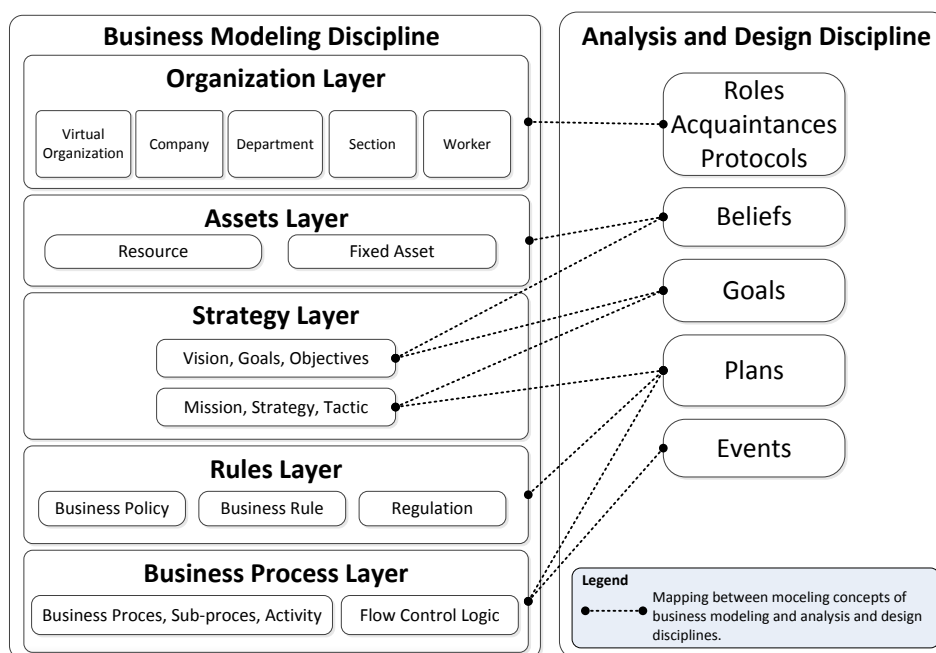 Business Modeling Discipline
Organization Layer
Virtual
Organization
Company
Department
Section
Worker
Assets Layer
Resource
Fixed Asset
Strategy Layer
Vision, Goals, Objectives
Mission, Strategy, Tactic
Rules Layer
Business Policy
Business Rule
Regulation
Business Process Layer
Business Proces, Sub-proces, Activity
Flow Control Logic
Analysis and Design Discipline
Roles
Acquaintances
Protocols
Beliefs
Goals
Plans
Events
Legend
Mapping between moceling concepts of
business modeling and analysis and design
disciplines.